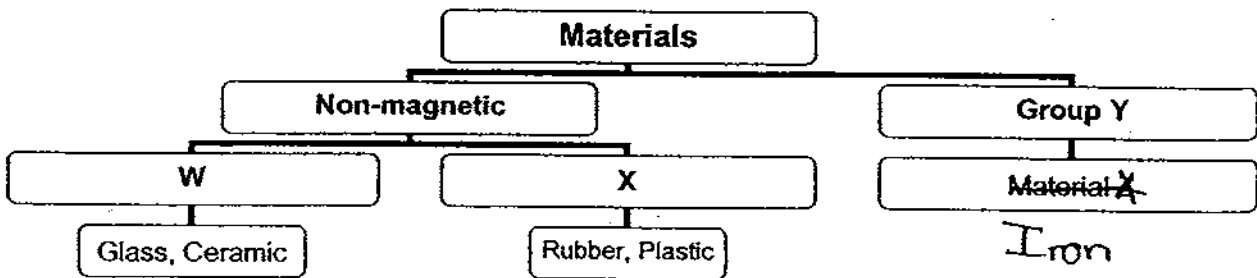 Materials
Non-magnetic
Group Y
W
X
Material X
Glass, Ceramic
Rubber, Plastic
Iron